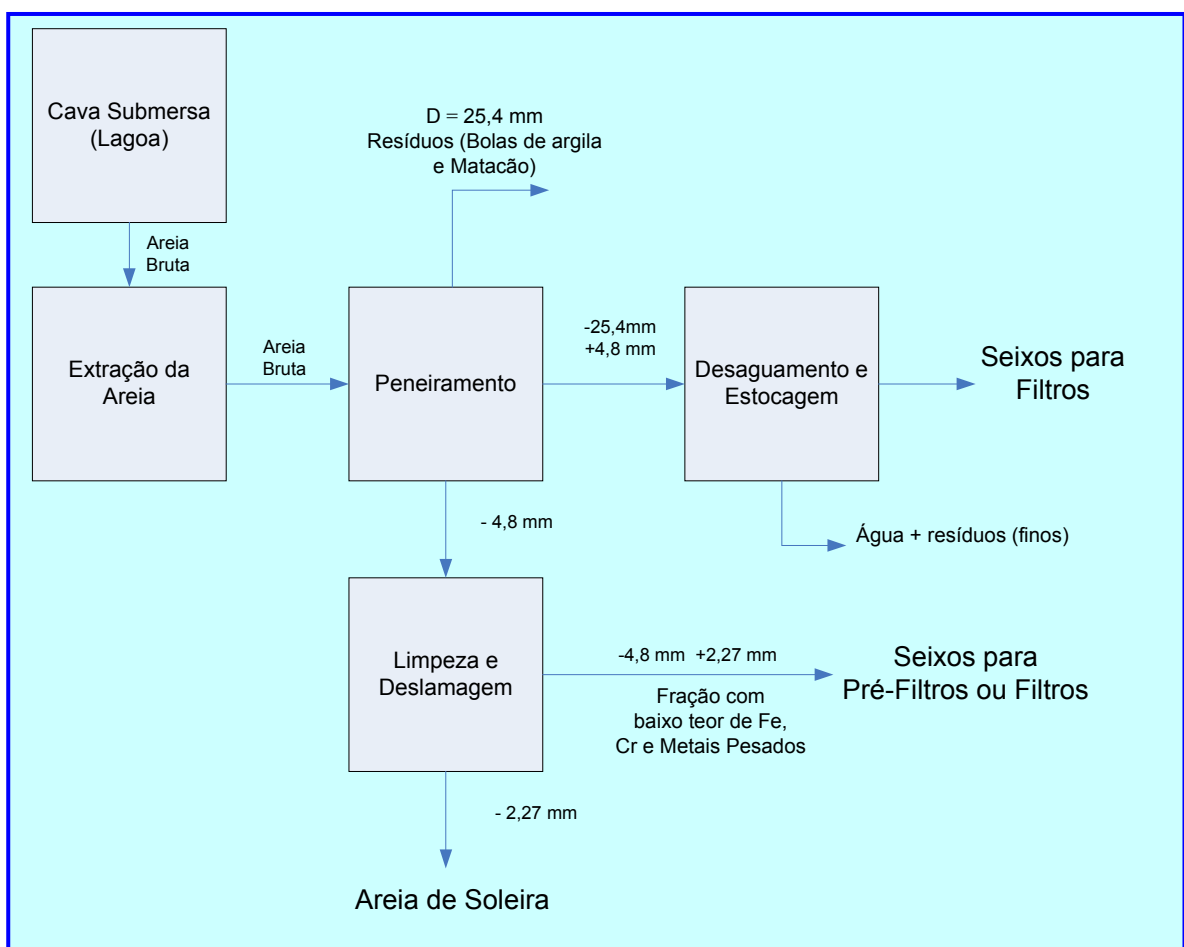 Cava Submersa
(Lagoa)
D = 25,4 mm
Resíduos (Bolas de argila
e Matacão)
Areia
Bruta
Extração da
Areia
Areia
Bruta
Peneiramento
-25,4mm
+4,8 mm
Desaguamento e
Estocagem
Seixos para
Filtros
- 4,8 mm
Água + resíduos (finos)
Limpeza e
Deslamagem
-4,8 mm  +2,27 mm
Fração com
baixo teor de Fe,
Cr e Metais Pesados
Seixos para
Pré-Filtros ou Filtros
- 2,27 mm
Areia de Soleira